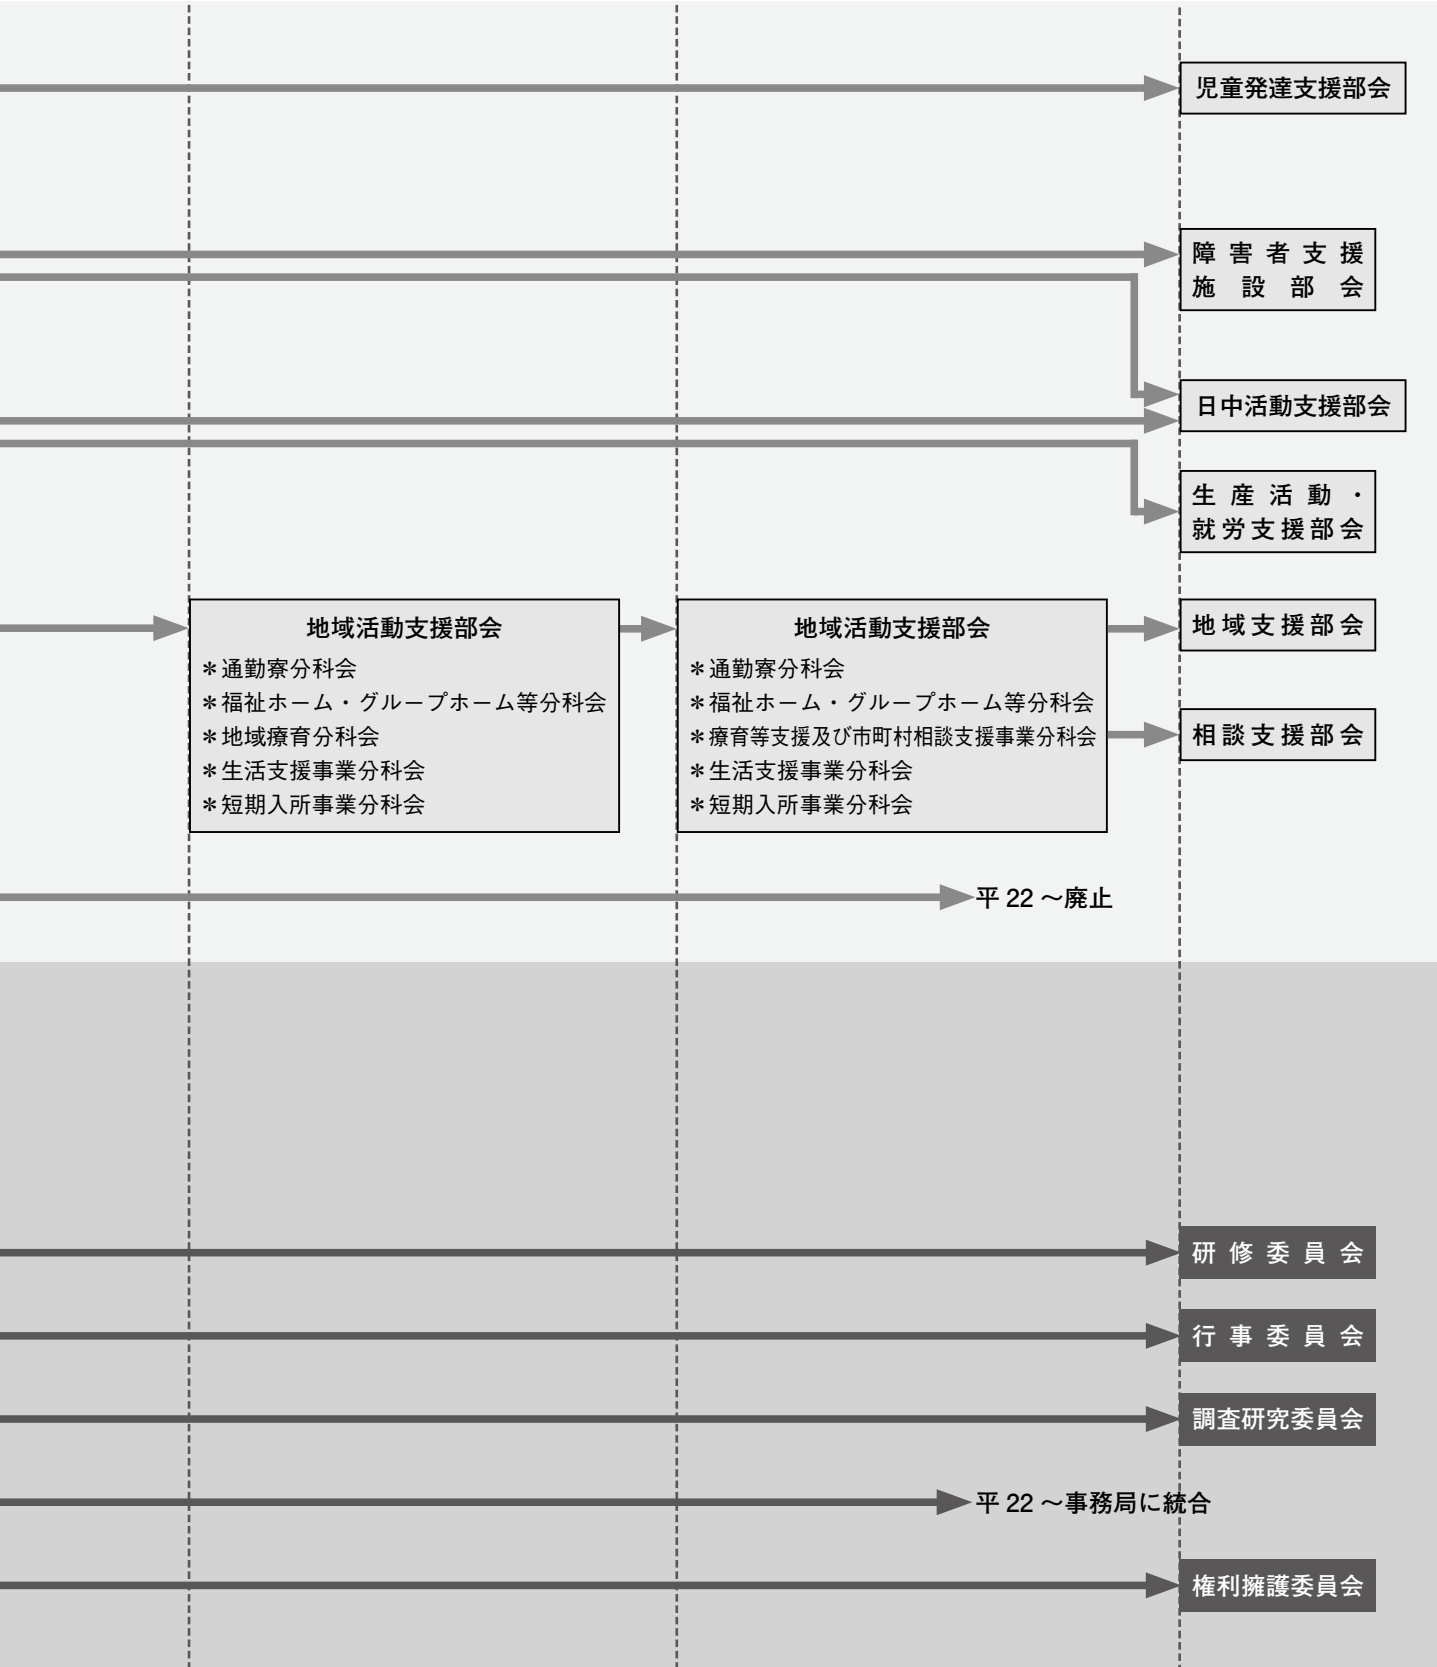 児童発達支援部会
障害者支援
施設部会
日中活動支援部会
生産活動・
就労支援部会
地域活動支援部会
＊通勤寮分科会
＊福祉ホーム・グループホーム等分科会
＊地域療育分科会
＊生活支援事業分科会
＊短期入所事業分科会
地域活動支援部会
＊通勤寮分科会
＊福祉ホーム・グループホーム等分科会
＊療育等支援及び市町村相談支援事業分科会
＊生活支援事業分科会
＊短期入所事業分科会
地域支援部会
相談支援部会
平 22 ～廃止
研修委員会
行事委員会
調査研究委員会
平 22 ～事務局に統合
権利擁護委員会